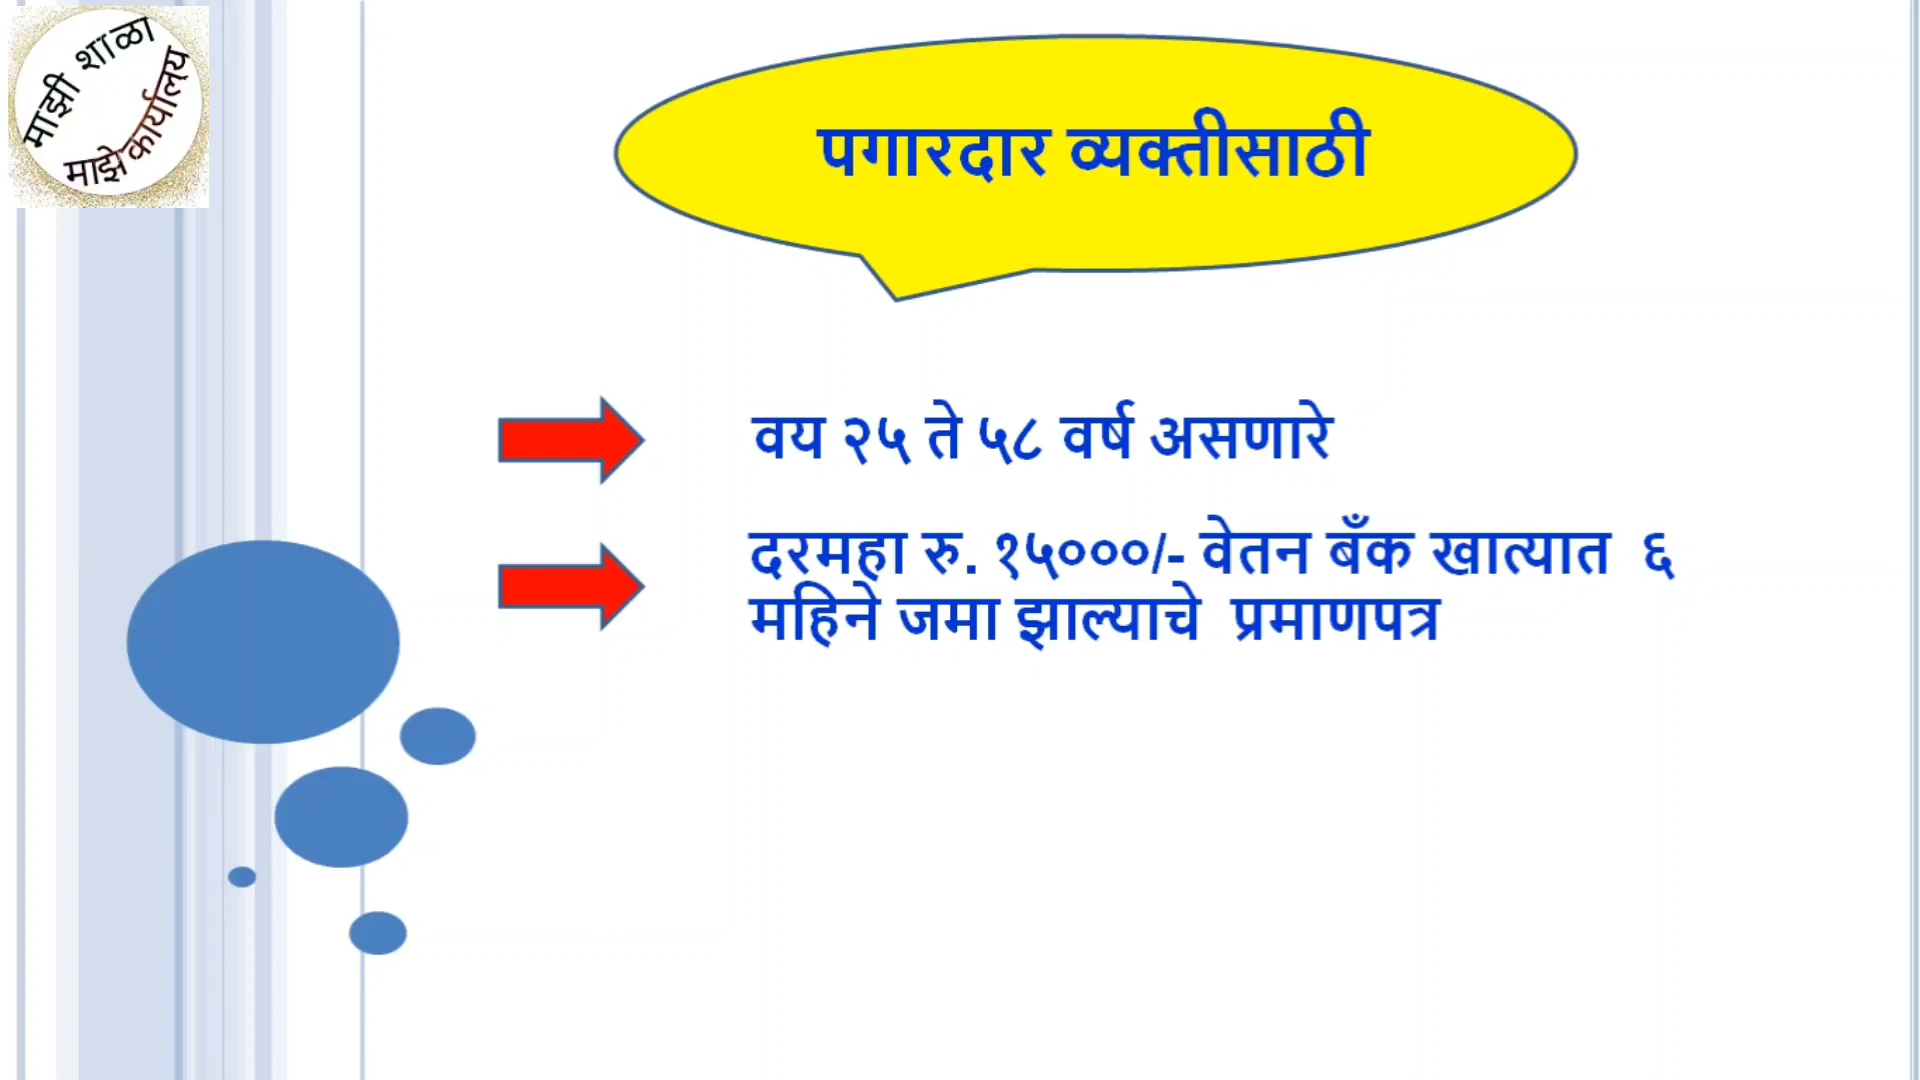 माझी शाळा
माझे कार्यालय
पगारदार व्यक्तीसाठी
वय २५ ते ५८ वर्ष असणारे
दरमहा रु. १५०००/- वेतन बँक खात्यात ६
महिने जमा झाल्याचे प्रमाणपत्र